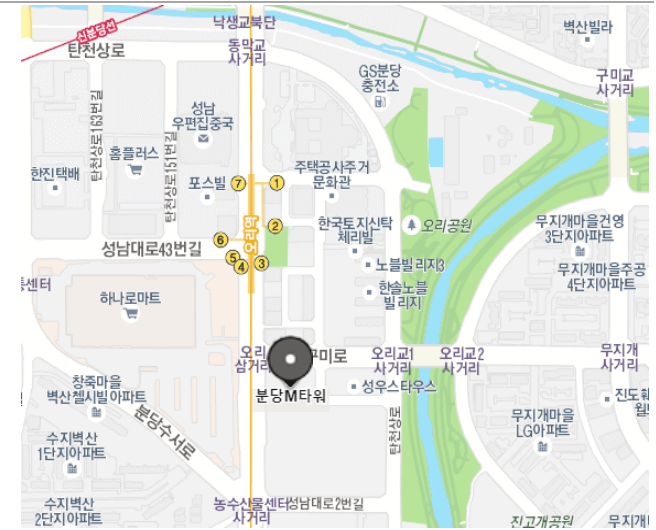 낙생교북단
벽산빌라
신분당선
탄천상로
동막교
사거리
GS분당
충전소
구미교
사거리
성남
우편집중국
탄천상로163번길
탄천상로151번길
홈플러스
한진택배
포스빌
7
1
주택공사주거
문화관
2
한국토지신탁
체리빌
오리공원
무지개마을건영
3단지아파트
6
오리역
성남대로43번길
5
4
3
노블빌리지3
무지개마을주공
4단지아파트
한솔노블
빌리지
센터
하나로마트
오리
삼거리
구미로
오리교1
사거리
오리교2
사거리
무지개
사거리
분당M타워
성우스타우스
창죽마을
벽산첼시빌아파트
분당수서로
탄천상로
무지개마을
LG아파트
수지벽산
1단지아파트
수지벽산
2단지아파트
농수산물센터
사거리
성남대로2번길
진고개공원
무지개